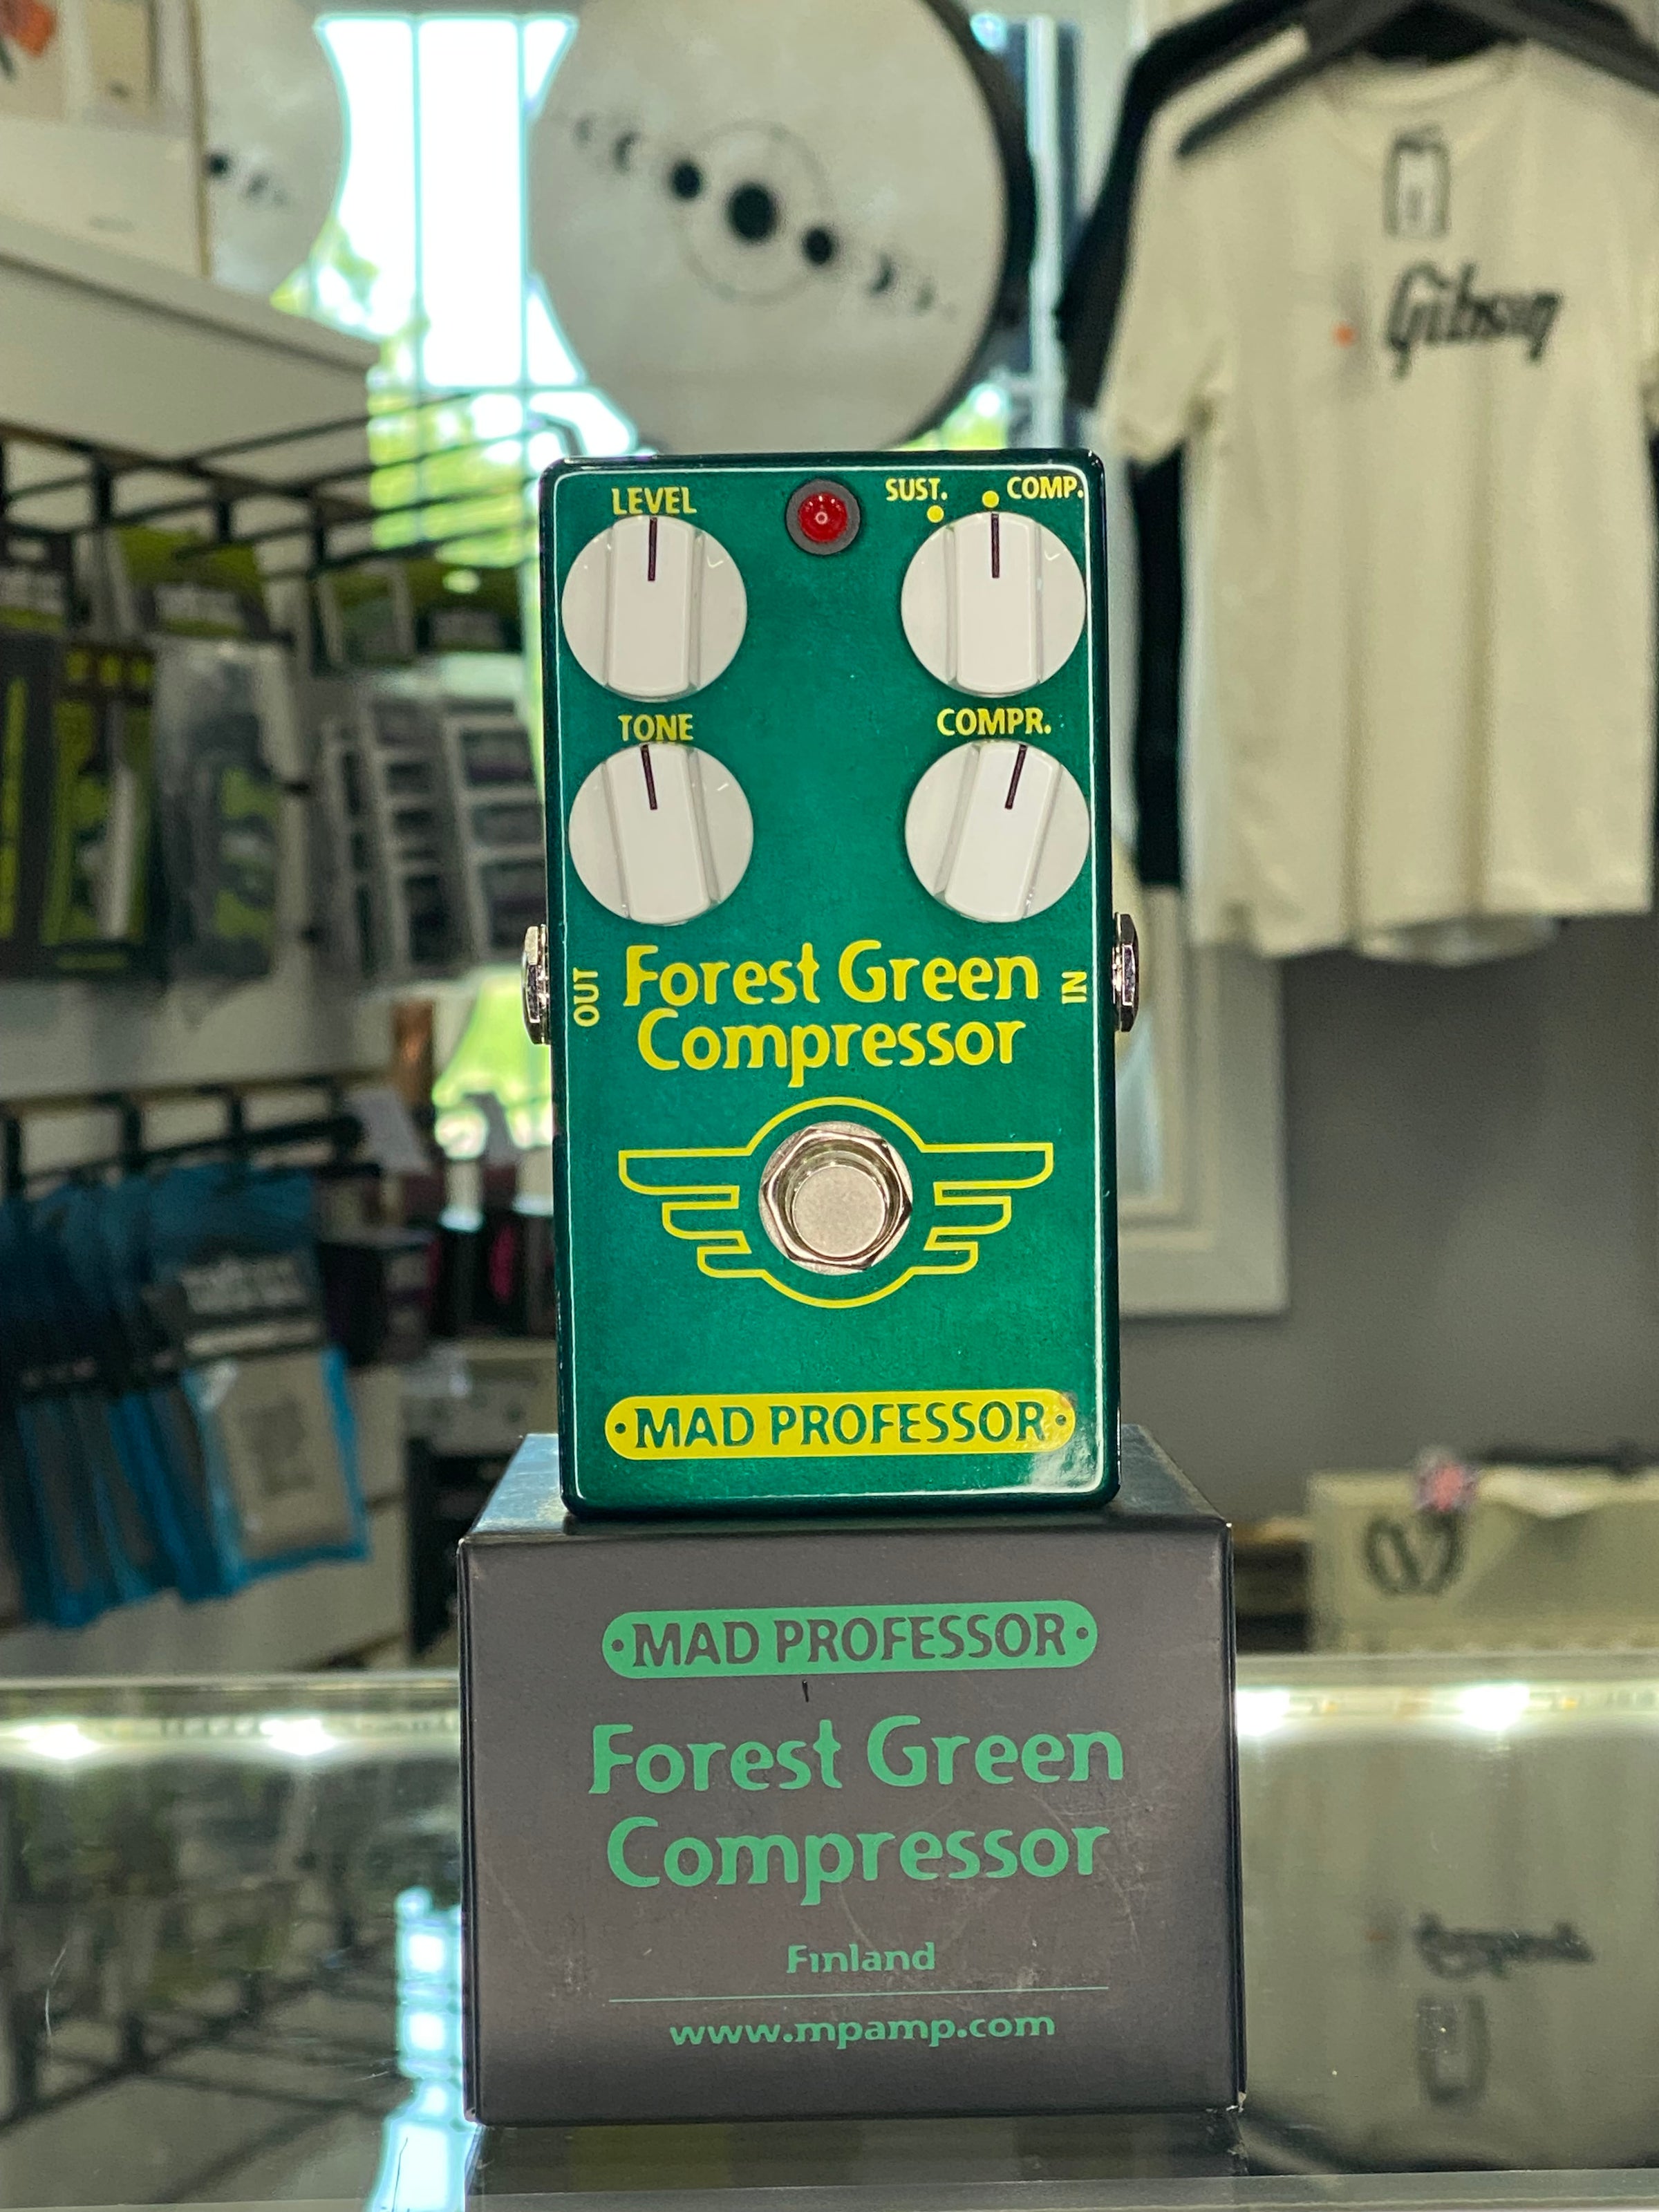 Gibson
LEVEL
SUST.
COMP.
TONE
COMPR.
OUT
IN
Forest Green
Compressor
•MAD PROFESSOR•
•MAD PROFESSOR•
Forest Green
Compressor
Finland
www.mpamp.com